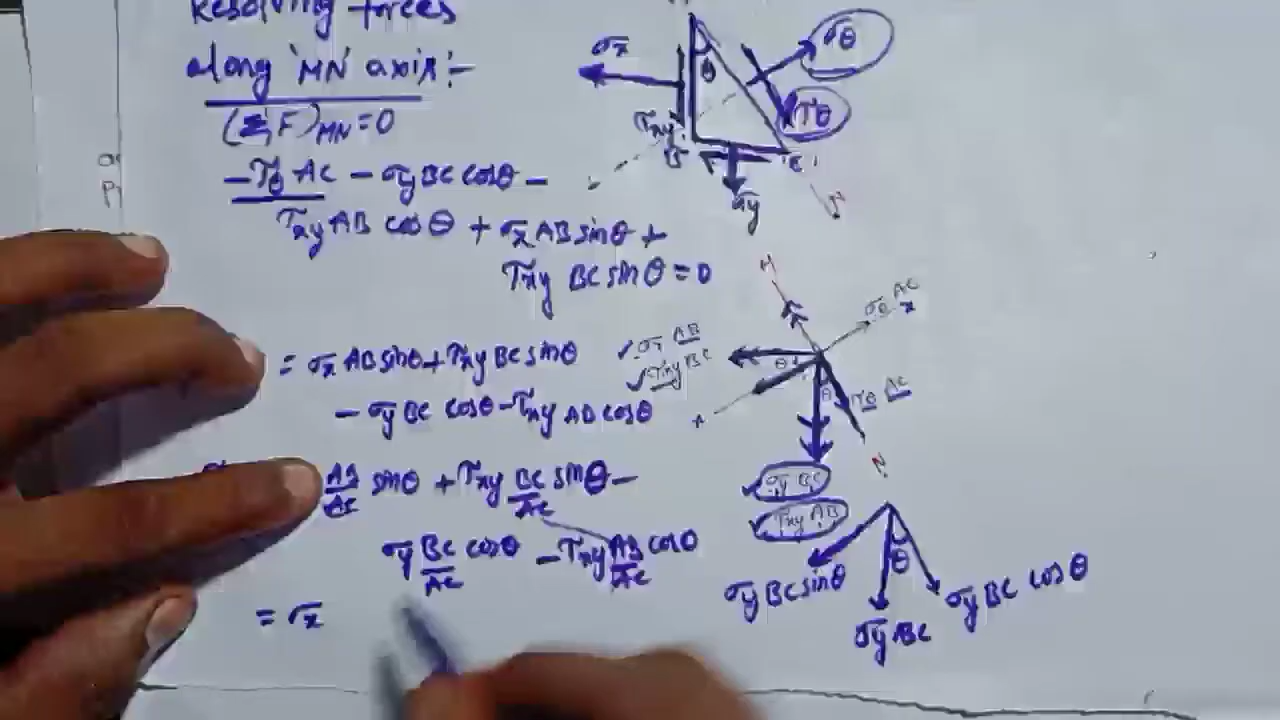 Resolving forces
along 'MN' axis:-
(ΣF)MN=0
-τθ AC - σy BC cosθ -
τxy AB cosθ + σx AB sinθ +
τxy BC sinθ = 0
= σx AB sinθ + τxy BC sinθ
- σy BC cosθ - τxy AB cosθ
AB/AC sinθ + τxy BC/AC sinθ -
σy BC/AC cosθ - τxy AB/AC cosθ
= σx
σx
θ
σθ
τθ
τxy
B
C
σy
N
M
σθ AC
σx AB
τxy BC
θ
θ
τθ AC
N
σy BC
τxy AB
θ
σy BC sinθ
σy BC
σy BC cosθ